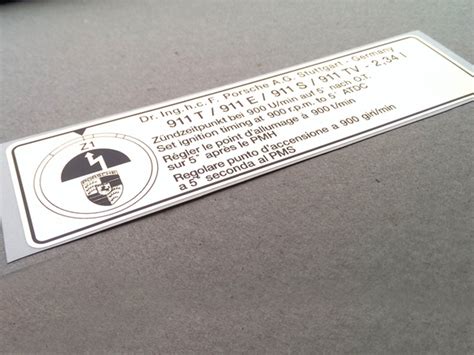 Dr. Ing. h.c. F. Porsche A.G. Stuttgart - Germany
911 T / 911 E / 911 S / 911 TV - 2,34 l
Zündzeitpunkt bei 900 U/min auf 5° nach O.T.
Set ignition timing at 900 r.p.m. to 5° ATDC
Régler le point d'allumage à 900 t/min
sur 5° après le PMH
Regolare punto d'accensions a 900 giri/min
a 5° seconda al PMS
Z1
PORSCHE